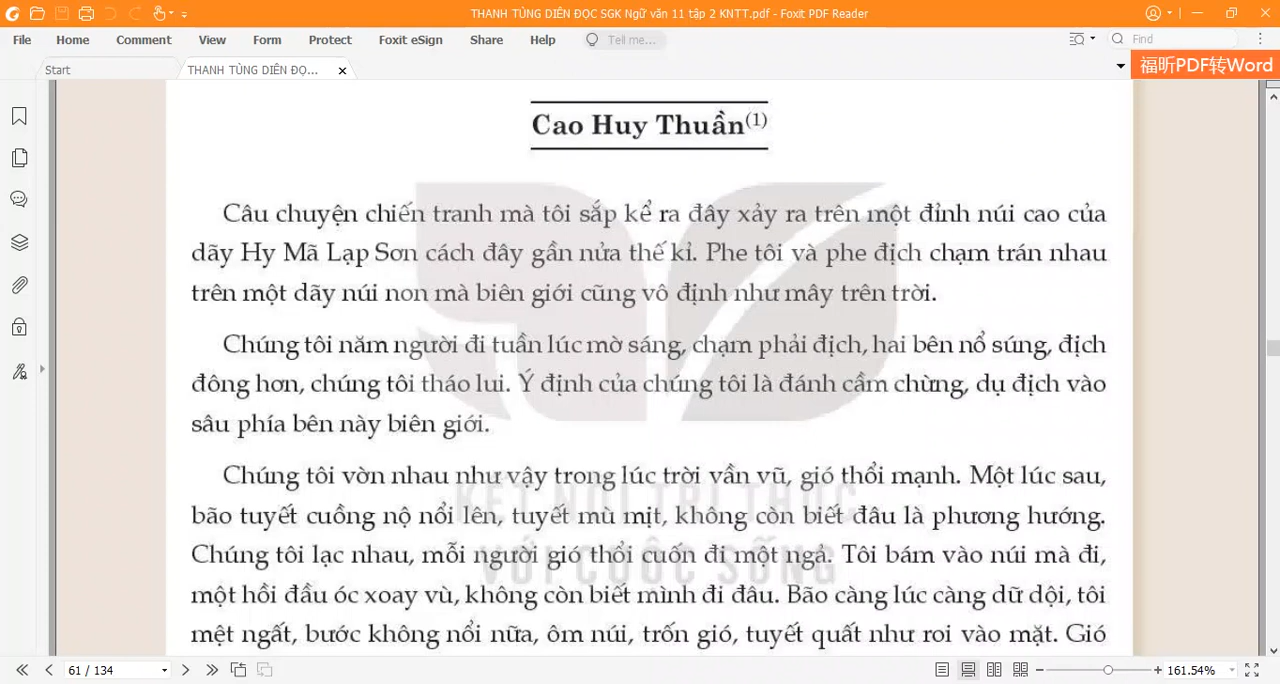 THANH TÙNG DIÊN ĐỌC SGK Ngữ văn 11 tập 2 KNTT.pdf - Foxit PDF Reader
File Home Comment View Form Protect Foxit eSign Share Help Tell me... Find
Start THANH TÙNG DIÊN ĐỌ... 福昕PDF转Word
Cao Huy Thuần(1)
Câu chuyện chiến tranh mà tôi sắp kể ra đây xảy ra trên một đỉnh núi cao của
dãy Hy Mã Lạp Sơn cách đây gần nửa thế kỉ. Phe tôi và phe địch chạm trán nhau
trên một dãy núi non mà biên giới cũng vô định như mây trên trời.
Chúng tôi năm người đi tuần lúc mờ sáng, chạm phải địch, hai bên nổ súng, địch
đông hơn, chúng tôi tháo lui. Ý định của chúng tôi là đánh cầm chừng, dụ địch vào
sâu phía bên này biên giới.
Chúng tôi vờn nhau như vậy trong lúc trời vần vũ, gió thổi mạnh. Một lúc sau,
bão tuyết cuồng nộ nổi lên, tuyết mù mịt, không còn biết đâu là phương hướng.
Chúng tôi lạc nhau, mỗi người gió thổi cuốn đi một ngả. Tôi bám vào núi mà đi,
một hồi đầu óc xoay vù, không còn biết mình đi đâu. Bão càng lúc càng dữ dội, tôi
mệt ngất, bước không nổi nữa, ôm núi, trốn gió, tuyết quất như roi vào mặt. Gió
KẾT NỐI TRI THỨC
VỚI CUỘC SỐNG
61 / 134 161.54%